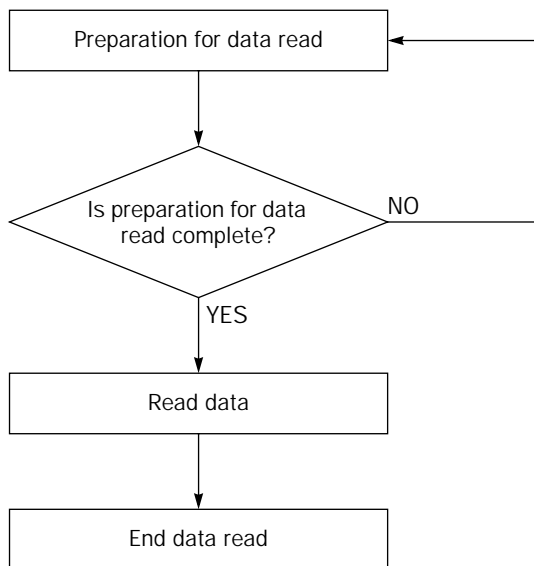 Preparation for data read
Is preparation for data
read complete?
NO
YES
Read data
End data read